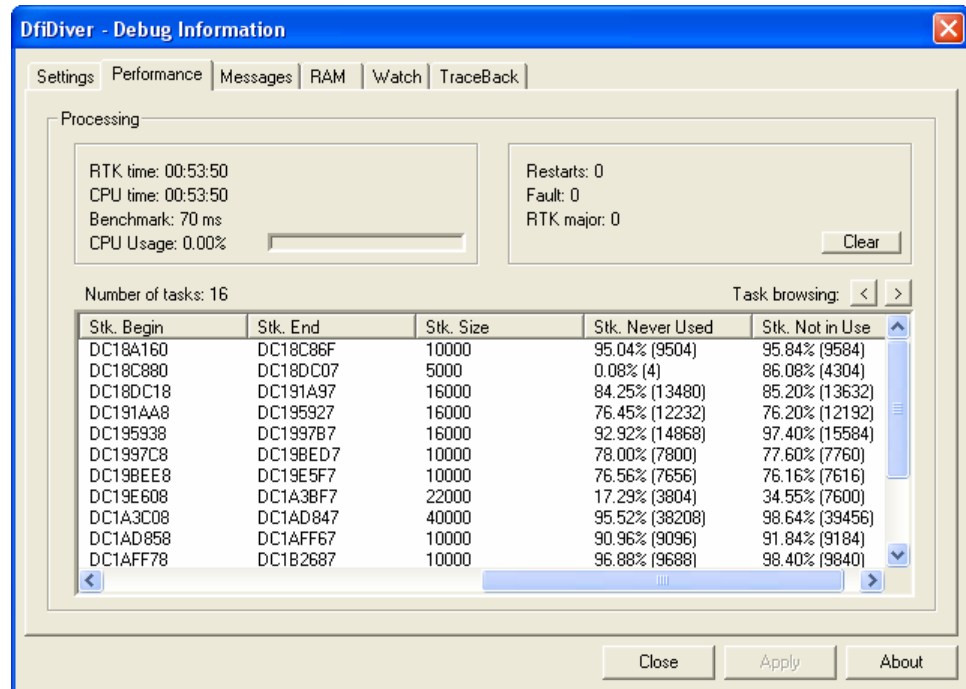 DfiDiver - Debug Information
Settings Performance Messages RAM Watch TraceBack
Processing
RTK time: 00:53:50
CPU time: 00:53:50
Benchmark: 70 ms
CPU Usage: 0.00%
Restarts: 0
Fault: 0
RTK major: 0
Clear
Number of tasks: 16 Task browsing: < >
Stk. Begin Stk. End Stk. Size Stk. Never Used Stk. Not in Use
DC18A160 DC18C86F 10000 95.04% (9504) 95.84% (9584)
DC18C880 DC18DC07 5000 0.08% (4) 86.08% (4304)
DC18DC18 DC191A97 16000 84.25% (13480) 85.20% (13632)
DC191AA8 DC195927 16000 76.45% (12232) 76.20% (12192)
DC195938 DC1997B7 16000 92.92% (14868) 97.40% (15584)
DC1997C8 DC19BED7 10000 78.00% (7800) 77.60% (7760)
DC19BEE8 DC19E5F7 10000 76.56% (7656) 76.16% (7616)
DC19E608 DC1A3BF7 22000 17.29% (3804) 34.55% (7600)
DC1A3C08 DC1AD847 40000 95.52% (38208) 98.64% (39456)
DC1AD858 DC1AFF67 10000 90.96% (9096) 91.84% (9184)
DC1AFF78 DC1B2687 10000 96.88% (9688) 98.40% (9840)
Close Apply About